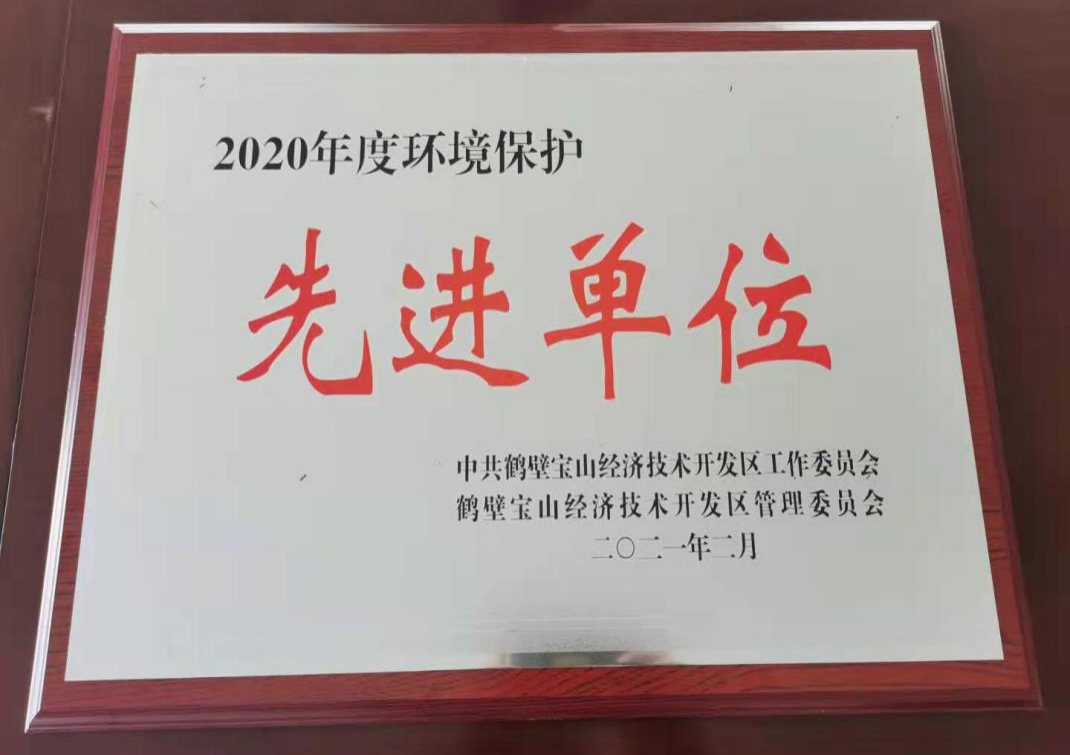 2020年度环境保护
先进单位
中共鹤壁宝山经济技术开发区工作委员会
鹤壁宝山经济技术开发区管理委员会
二〇二一年二月